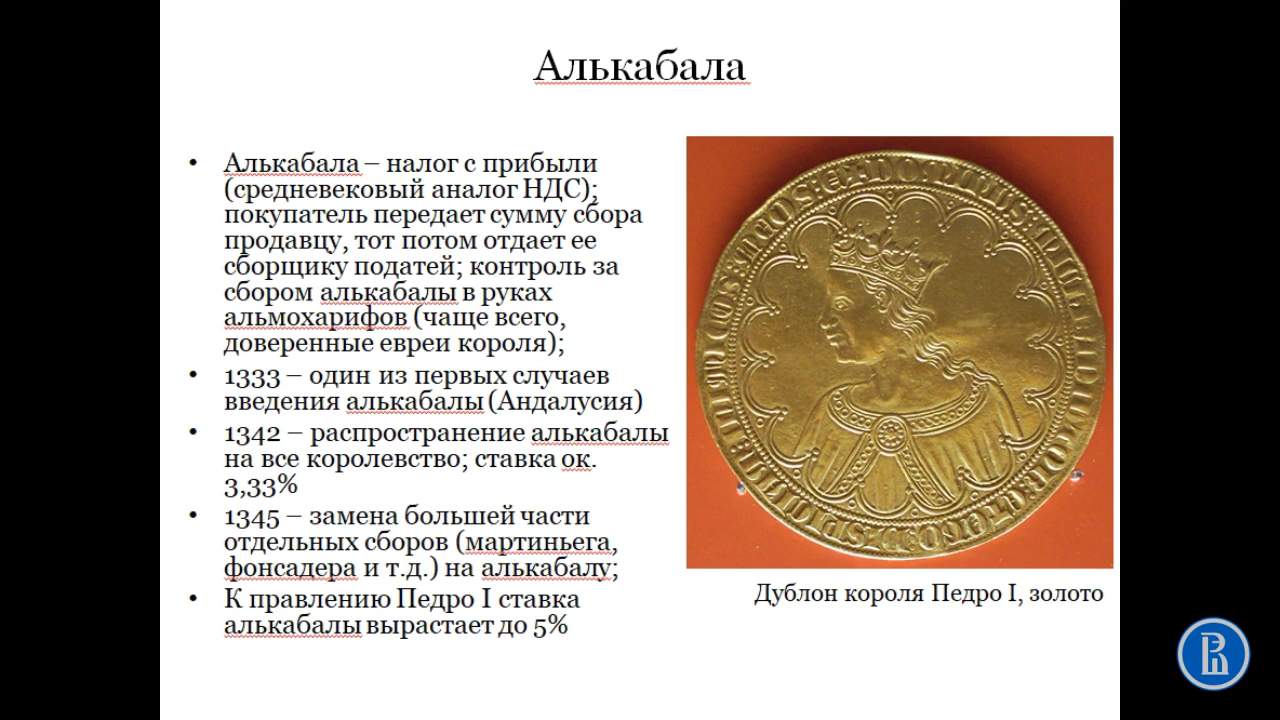 Алькабала
• Алькабала – налог с прибыли
(средневековый аналог НДС);
покупатель передает сумму сбора
продавцу, тот потом отдает ее
сборщику податей; контроль за
сбором алькабалы в руках
альмохарифов (чаще всего,
доверенные евреи короля);
• 1333 – один из первых случаев
введения алькабалы (Андалусия)
• 1342 – распространение алькабалы
на все королевство; ставка ок.
3,33%
• 1345 – замена большей части
отдельных сборов (мартиньега,
фонсадера и т.д.) на алькабалу;
• К правлению Педро I ставка
алькабалы вырастает до 5%
Дублон короля Педро I, золото